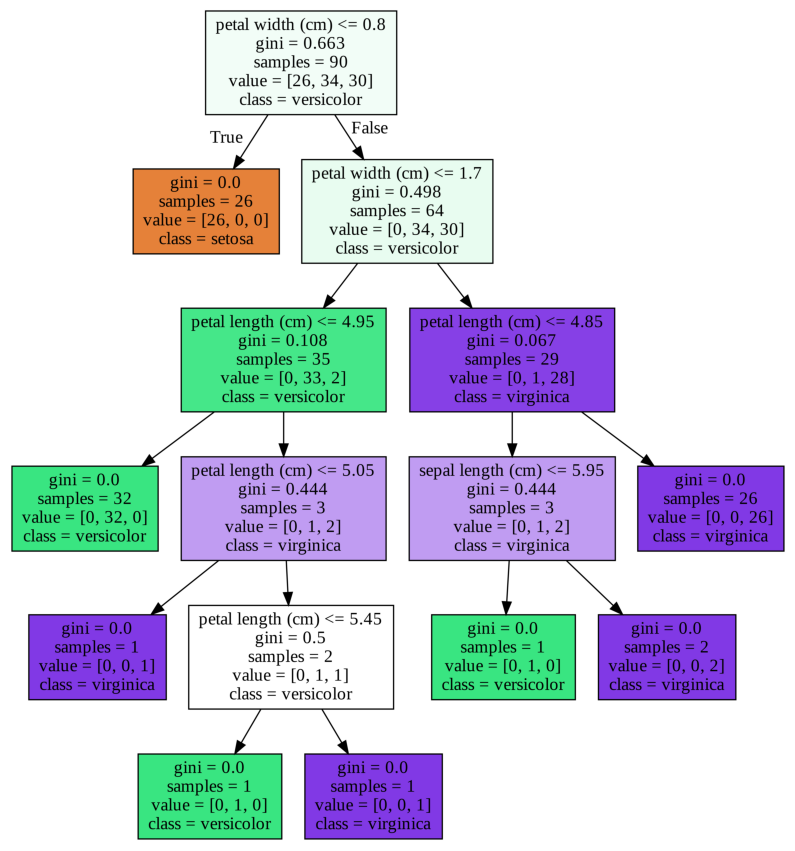 petal width (cm) <= 0.8
gini = 0.663
samples = 90
value = [26, 34, 30]
class = versicolor
True
False
gini = 0.0
samples = 26
value = [26, 0, 0]
class = setosa
petal width (cm) <= 1.7
gini = 0.498
samples = 64
value = [0, 34, 30]
class = versicolor
petal length (cm) <= 4.95
gini = 0.108
samples = 35
value = [0, 33, 2]
class = versicolor
petal length (cm) <= 4.85
gini = 0.067
samples = 29
value = [0, 1, 28]
class = virginica
gini = 0.0
samples = 32
value = [0, 32, 0]
class = versicolor
petal length (cm) <= 5.05
gini = 0.444
samples = 3
value = [0, 1, 2]
class = virginica
sepal length (cm) <= 5.95
gini = 0.444
samples = 3
value = [0, 1, 2]
class = virginica
gini = 0.0
samples = 26
value = [0, 0, 26]
class = virginica
gini = 0.0
samples = 1
value = [0, 0, 1]
class = virginica
petal length (cm) <= 5.45
gini = 0.5
samples = 2
value = [0, 1, 1]
class = versicolor
gini = 0.0
samples = 1
value = [0, 1, 0]
class = versicolor
gini = 0.0
samples = 2
value = [0, 0, 2]
class = virginica
gini = 0.0
samples = 1
value = [0, 1, 0]
class = versicolor
gini = 0.0
samples = 1
value = [0, 0, 1]
class = virginica